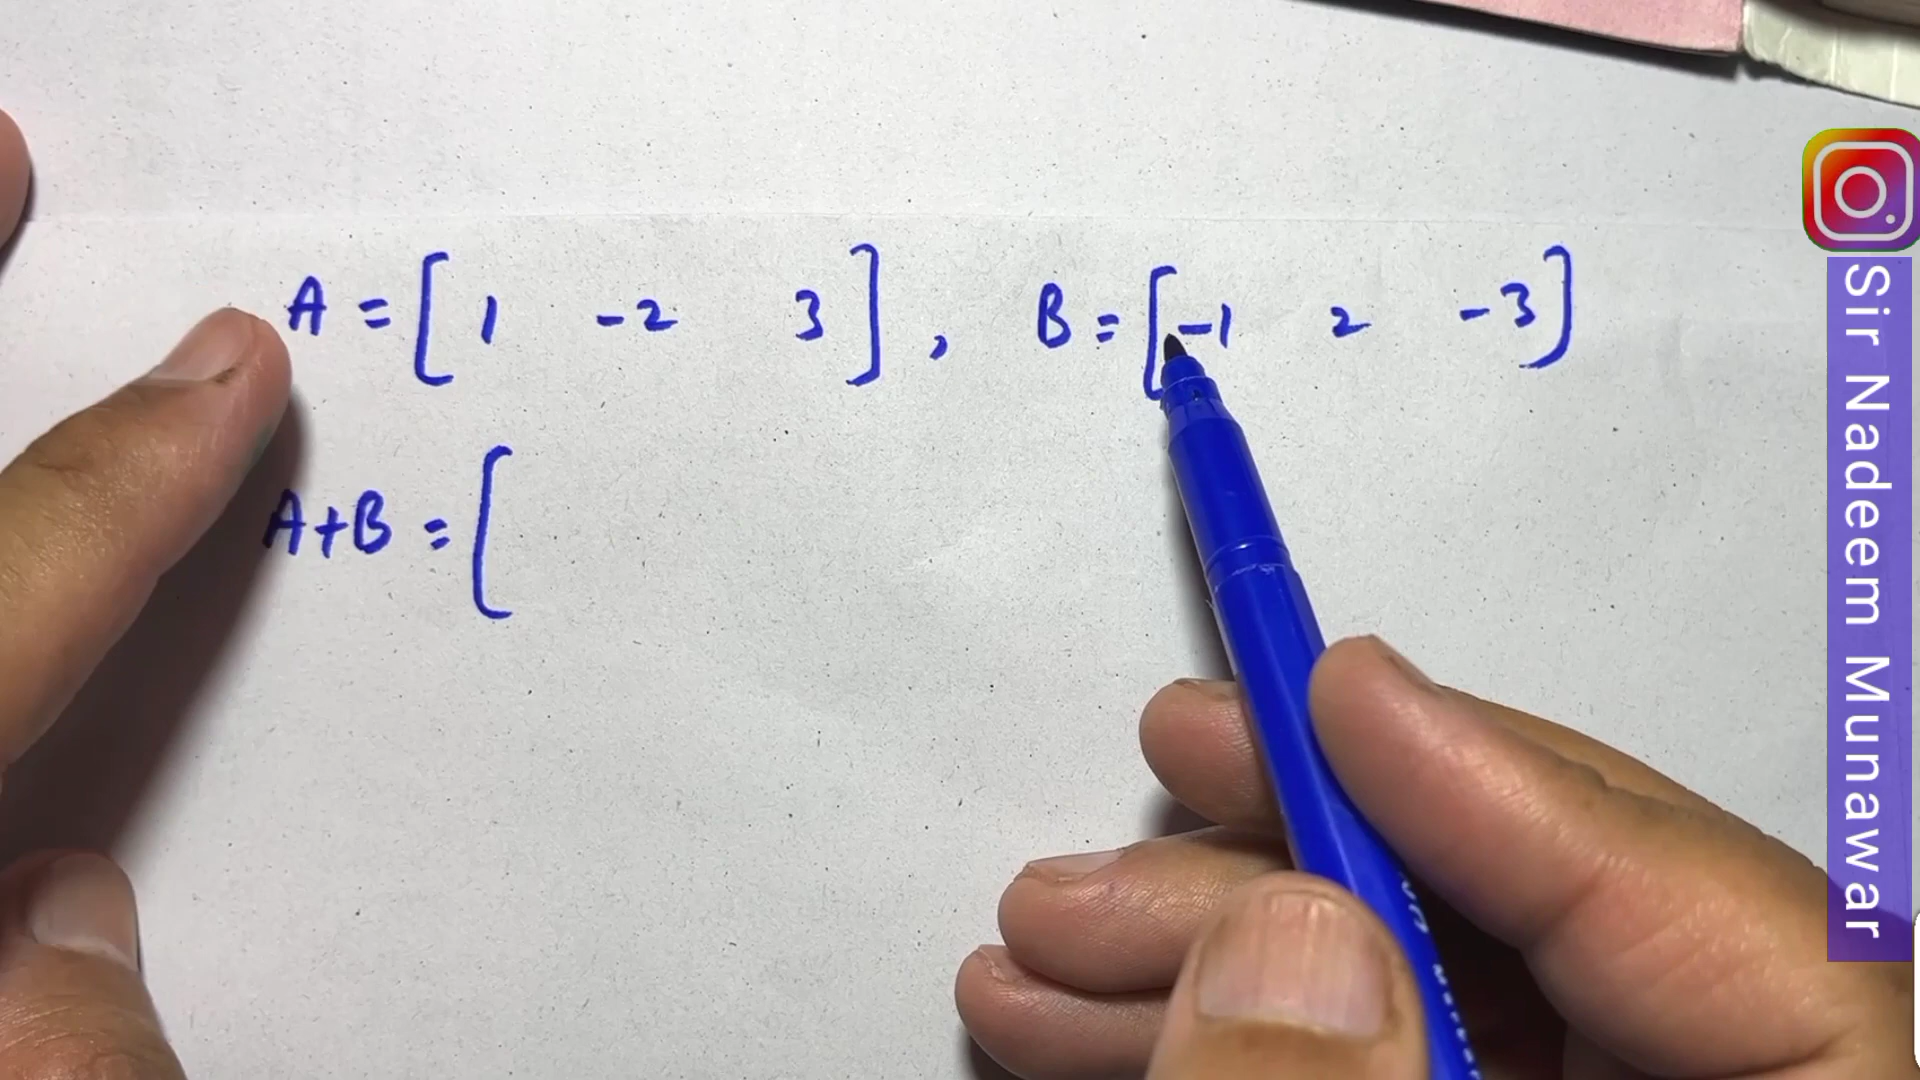 A = [ 1 -2 3 ] , B = [ -1 2 -3 ]
A+B = [
Sir Nadeem Munawar